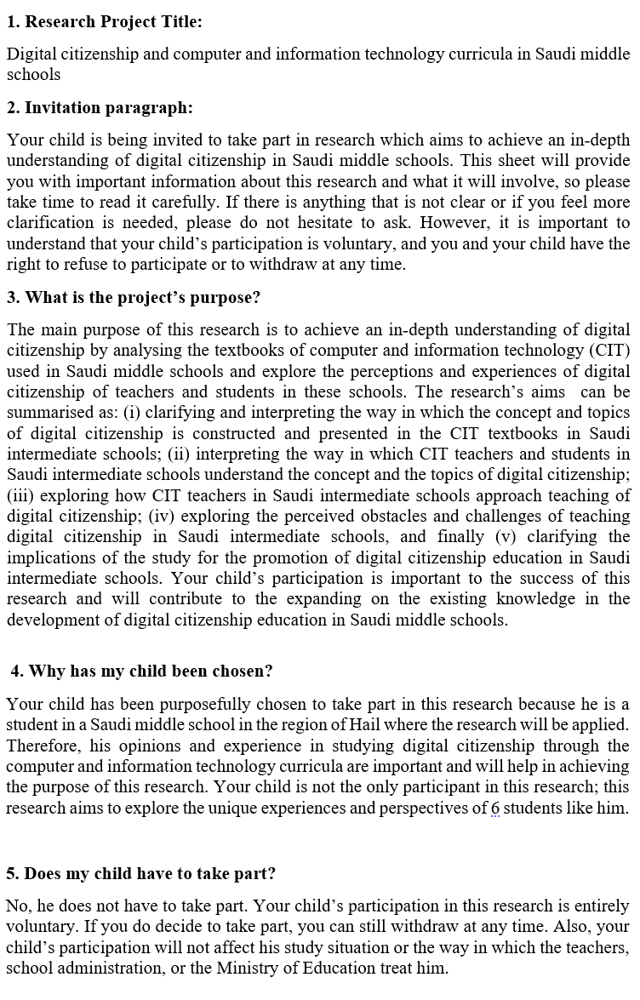 1. Research Project Title:
Digital citizenship and computer and information technology curricula in Saudi middle
schools
2. Invitation paragraph:
Your child is being invited to take part in research which aims to achieve an in-depth
understanding of digital citizenship in Saudi middle schools. This sheet will provide
you with important information about this research and what it will involve, so please
take time to read it carefully. If there is anything that is not clear or if you feel more
clarification is needed, please do not hesitate to ask. However, it is important to
understand that your child’s participation is voluntary, and you and your child have the
right to refuse to participate or to withdraw at any time.
3. What is the project’s purpose?
The main purpose of this research is to achieve an in-depth understanding of digital
citizenship by analysing the textbooks of computer and information technology (CIT)
used in Saudi middle schools and explore the perceptions and experiences of digital
citizenship of teachers and students in these schools. The research’s aims can be
summarised as: (i) clarifying and interpreting the way in which the concept and topics
of digital citizenship is constructed and presented in the CIT textbooks in Saudi
intermediate schools; (ii) interpreting the way in which CIT teachers and students in
Saudi intermediate schools understand the concept and the topics of digital citizenship;
(iii) exploring how CIT teachers in Saudi intermediate schools approach teaching of
digital citizenship; (iv) exploring the perceived obstacles and challenges of teaching
digital citizenship in Saudi intermediate schools, and finally (v) clarifying the
implications of the study for the promotion of digital citizenship education in Saudi
intermediate schools. Your child’s participation is important to the success of this
research and will contribute to the expanding on the existing knowledge in the
development of digital citizenship education in Saudi middle schools.
4. Why has my child been chosen?
Your child has been purposefully chosen to take part in this research because he is a
student in a Saudi middle school in the region of Hail where the research will be applied.
Therefore, his opinions and experience in studying digital citizenship through the
computer and information technology curricula are important and will help in achieving
the purpose of this research. Your child is not the only participant in this research; this
research aims to explore the unique experiences and perspectives of 6 students like him.
5. Does my child have to take part?
No, he does not have to take part. Your child’s participation in this research is entirely
voluntary. If you do decide to take part, you can still withdraw at any time. Also, your
child’s participation will not affect his study situation or the way in which the teachers,
school administration, or the Ministry of Education treat him.